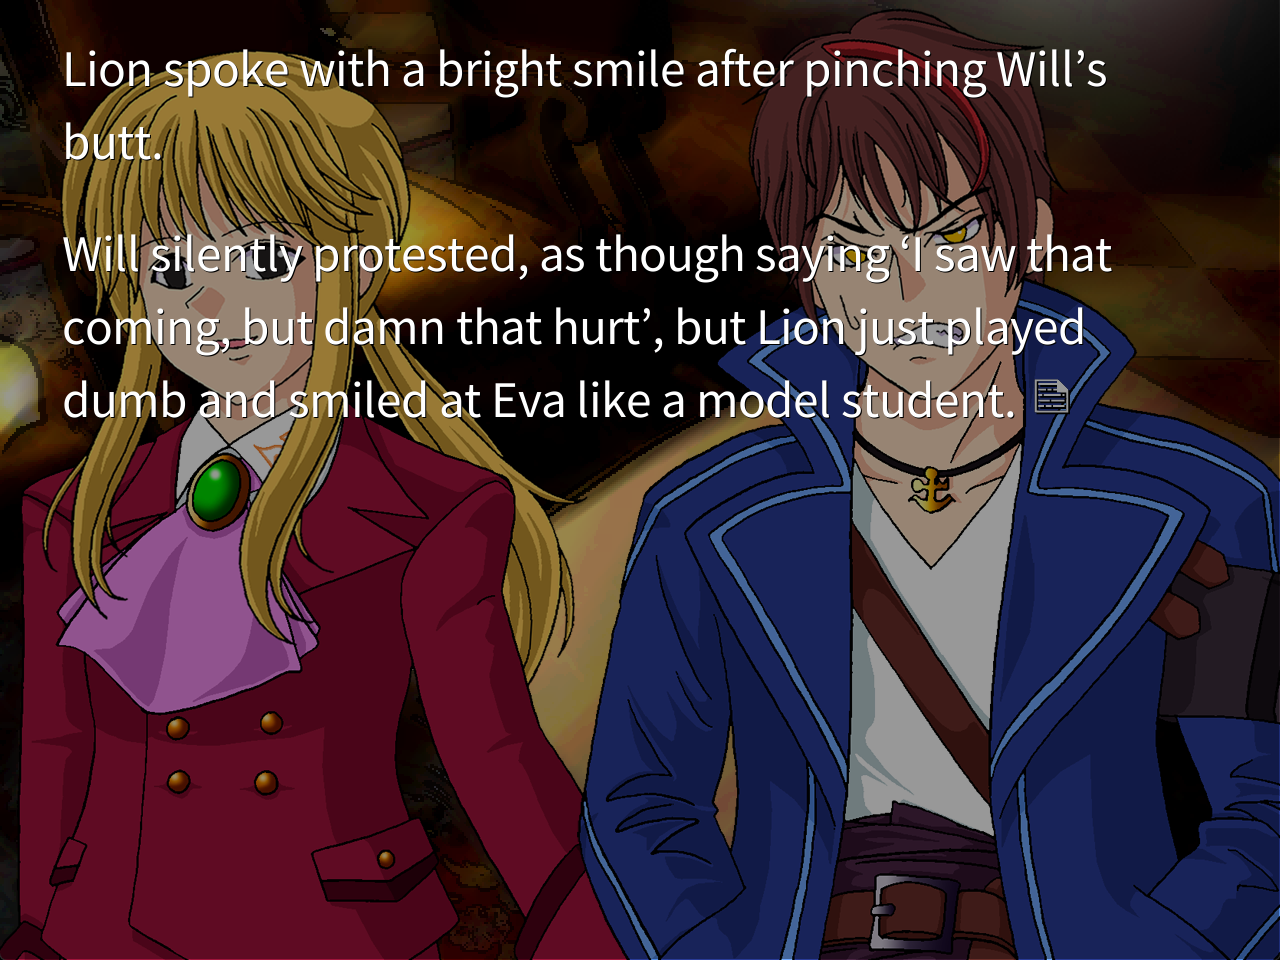 Lion spoke with a bright smile after pinching Will’s
butt.
Will silently protested, as though saying ‘I saw that
coming, but damn that hurt’, but Lion just played
dumb and smiled at Eva like a model student.